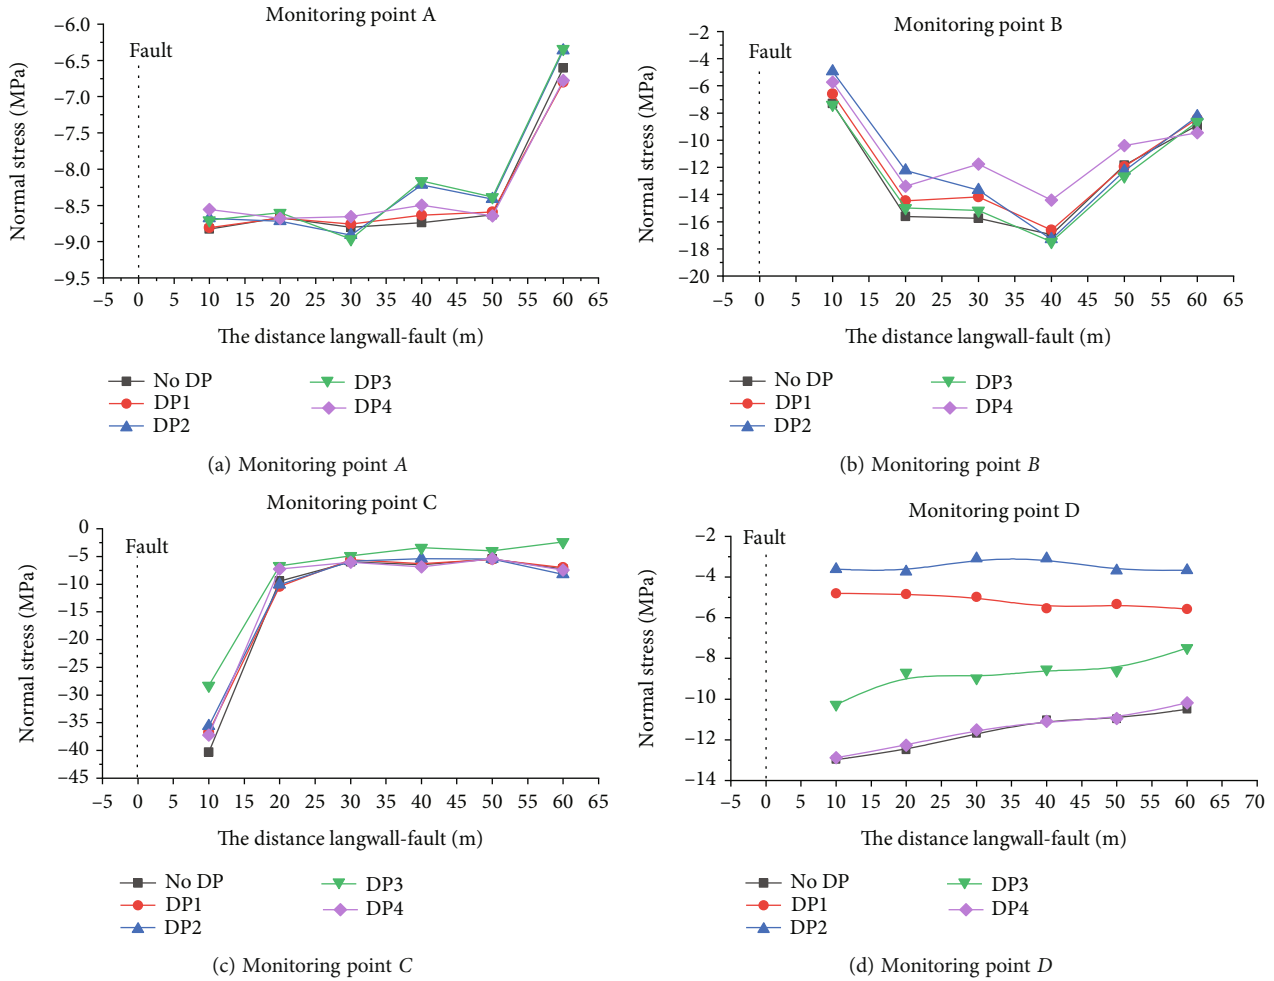 Monitoring point A
−6.0
−6.5
−7.0
−7.5
−8.0
−8.5
−9.0
−9.5
Normal stress (MPa)
Fault
−5 0 5 10 15 20 25 30 35 40 45 50 55 60 65
The distance langwall-fault (m)
No DP
DP1
DP2
DP3
DP4
(a) Monitoring point A
Monitoring point B
−2
−4
−6
−8
−10
−12
−14
−16
−18
−20
Normal stress (MPa)
Fault
−5 0 5 10 15 20 25 30 35 40 45 50 55 60 65
The distance langwall-fault (m)
No DP
DP1
DP2
DP3
DP4
(b) Monitoring point B
Monitoring point C
0
−5
−10
−15
−20
−25
−30
−35
−40
−45
Normal stress (MPa)
Fault
−5 0 5 10 15 20 25 30 35 40 45 50 55 60 65
The distance langwall-fault (m)
No DP
DP1
DP2
DP3
DP4
(c) Monitoring point C
Monitoring point D
−2
−4
−6
−8
−10
−12
−14
Normal stress (MPa)
Fault
−5 0 5 10 15 20 25 30 35 40 45 50 55 60 65 70
The distance langwall-fault (m)
No DP
DP1
DP2
DP3
DP4
(d) Monitoring point D